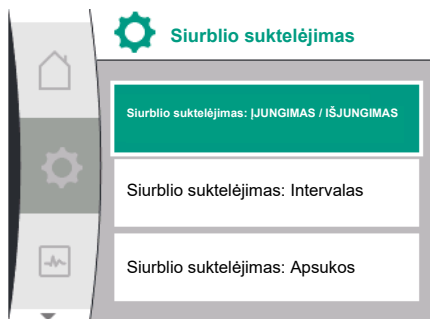 Siurblio suktelėjimas
Siurblio suktelėjimas: ĮJUNGIMAS / IŠJUNGIMAS
Siurblio suktelėjimas: Intervalas
Siurblio suktelėjimas: Apsukos